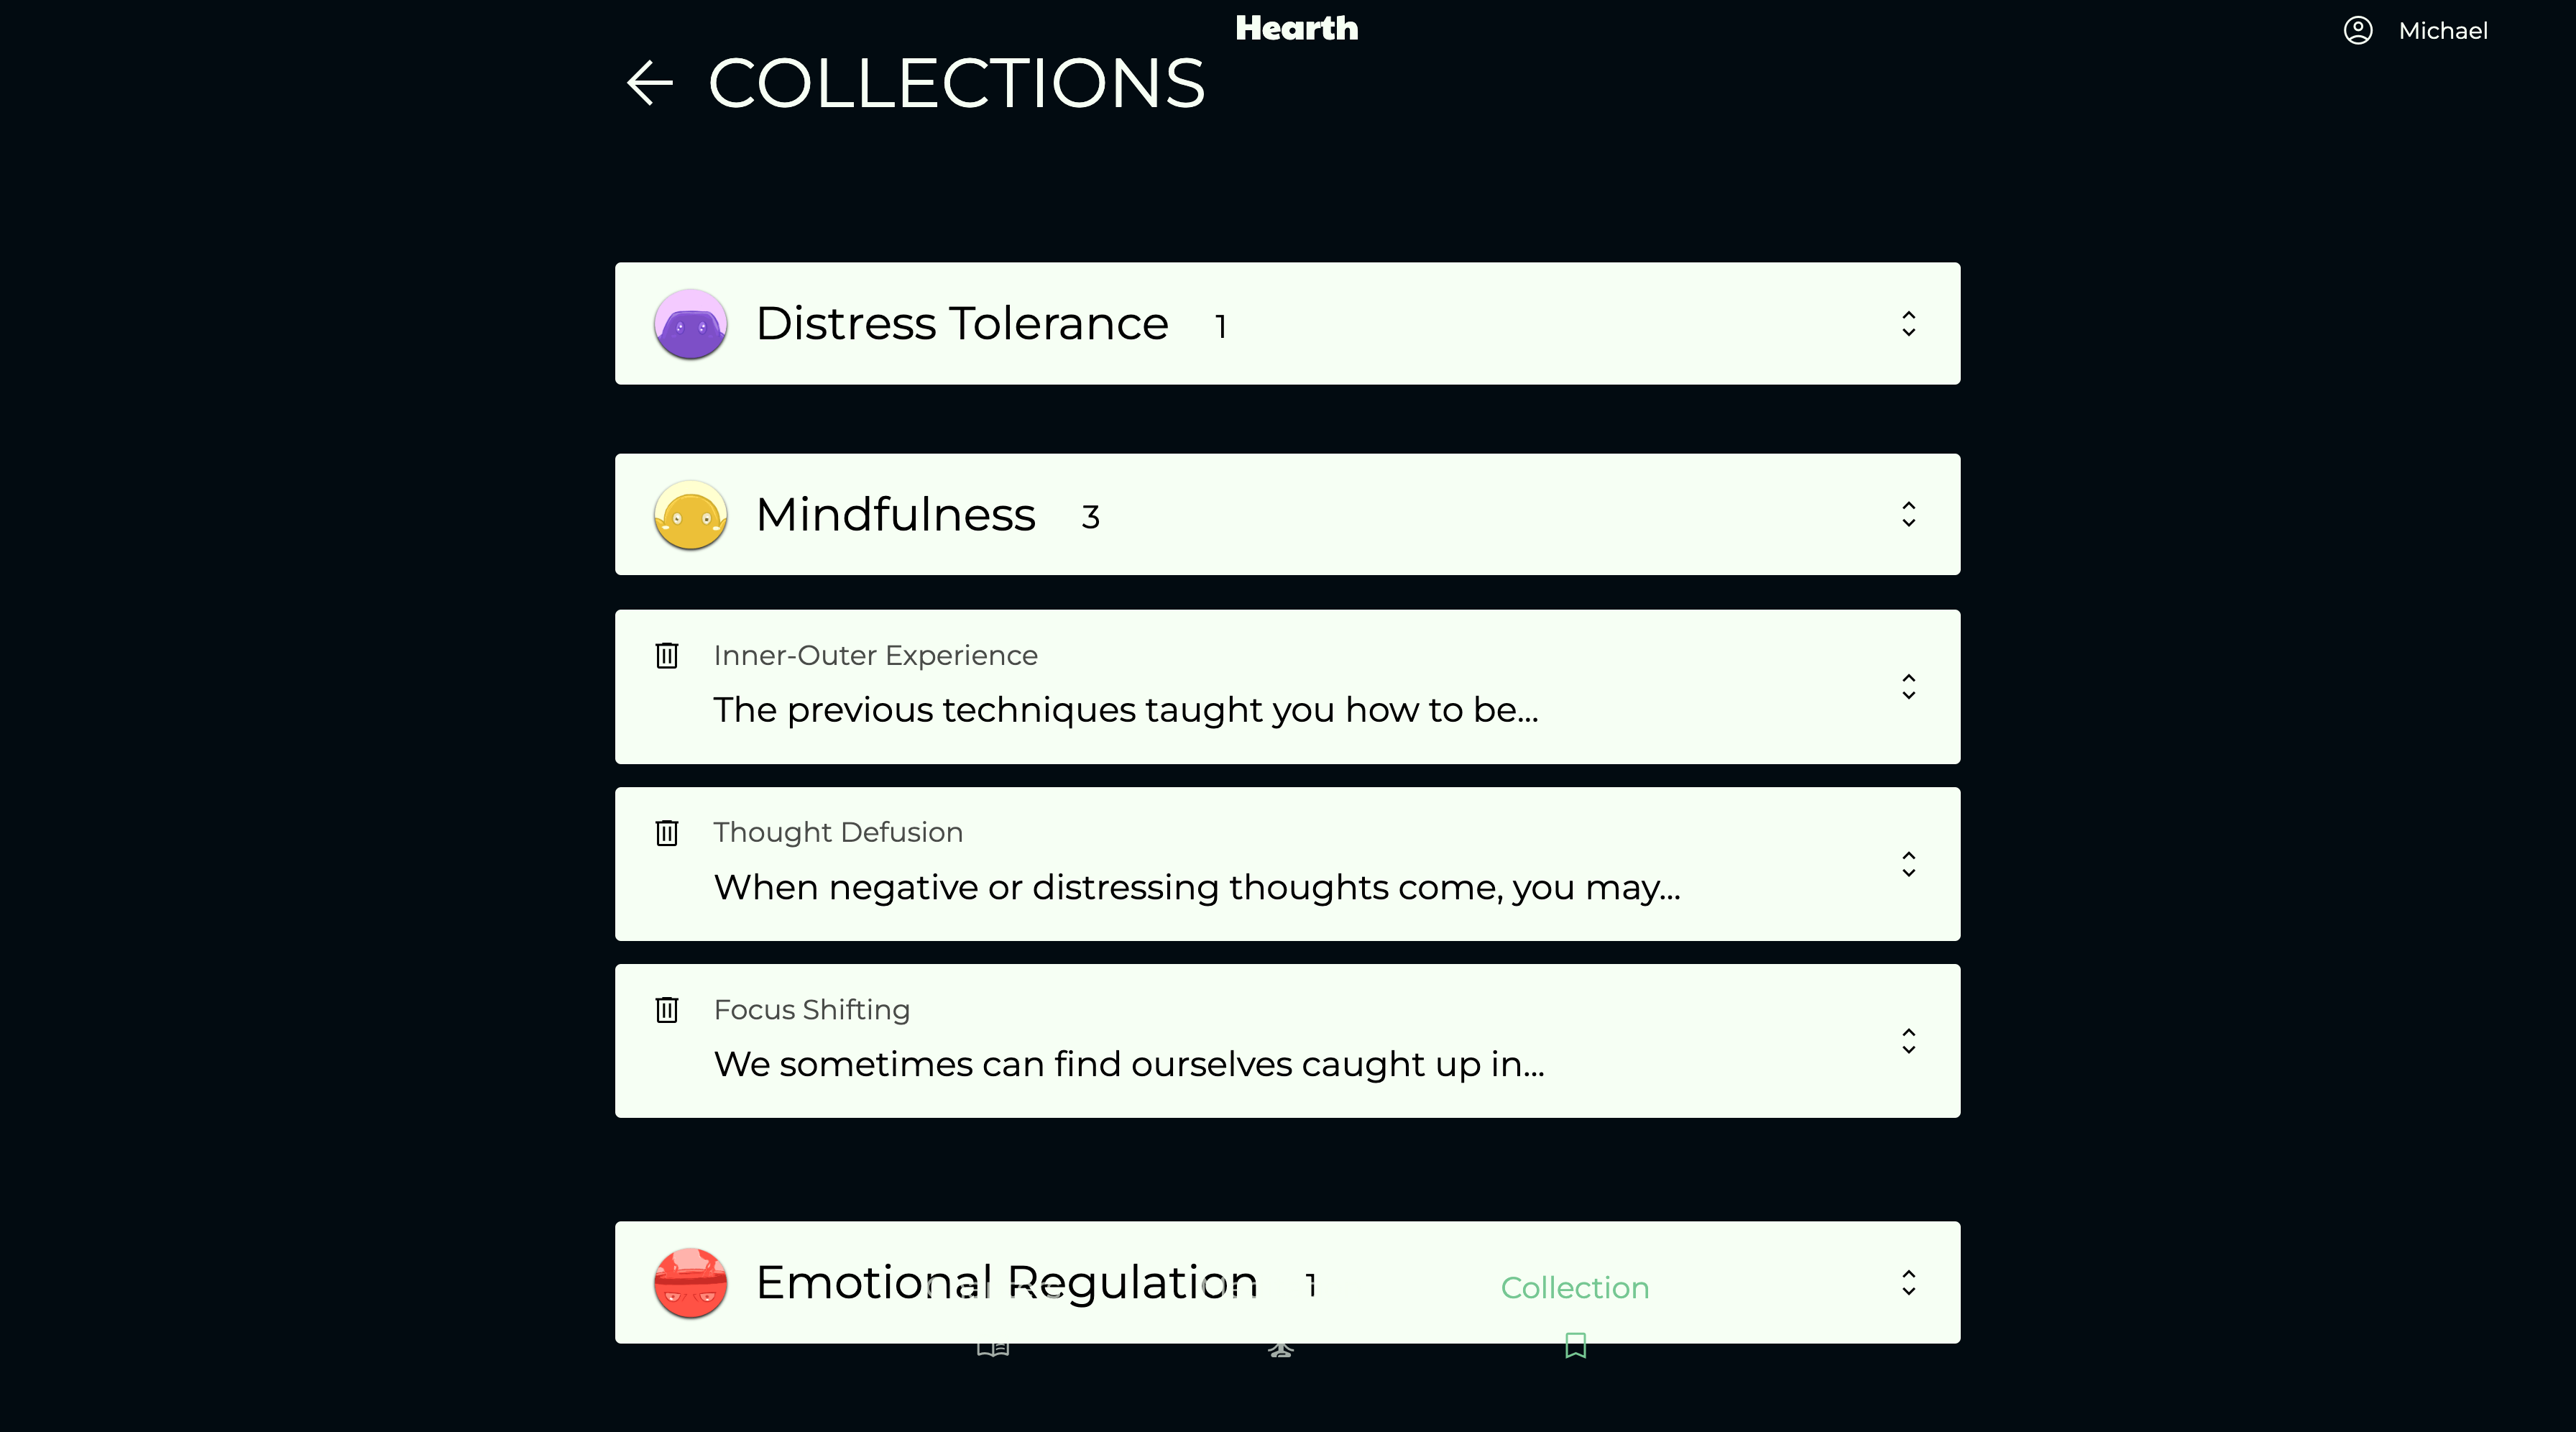 Hearth
Michael
COLLECTIONS
Distress Tolerance 1
Mindfulness 3
Inner-Outer Experience
The previous techniques taught you how to be...
Thought Defusion
When negative or distressing thoughts come, you may...
Focus Shifting
We sometimes can find ourselves caught up in...
Emotional Regulation 1
Collection